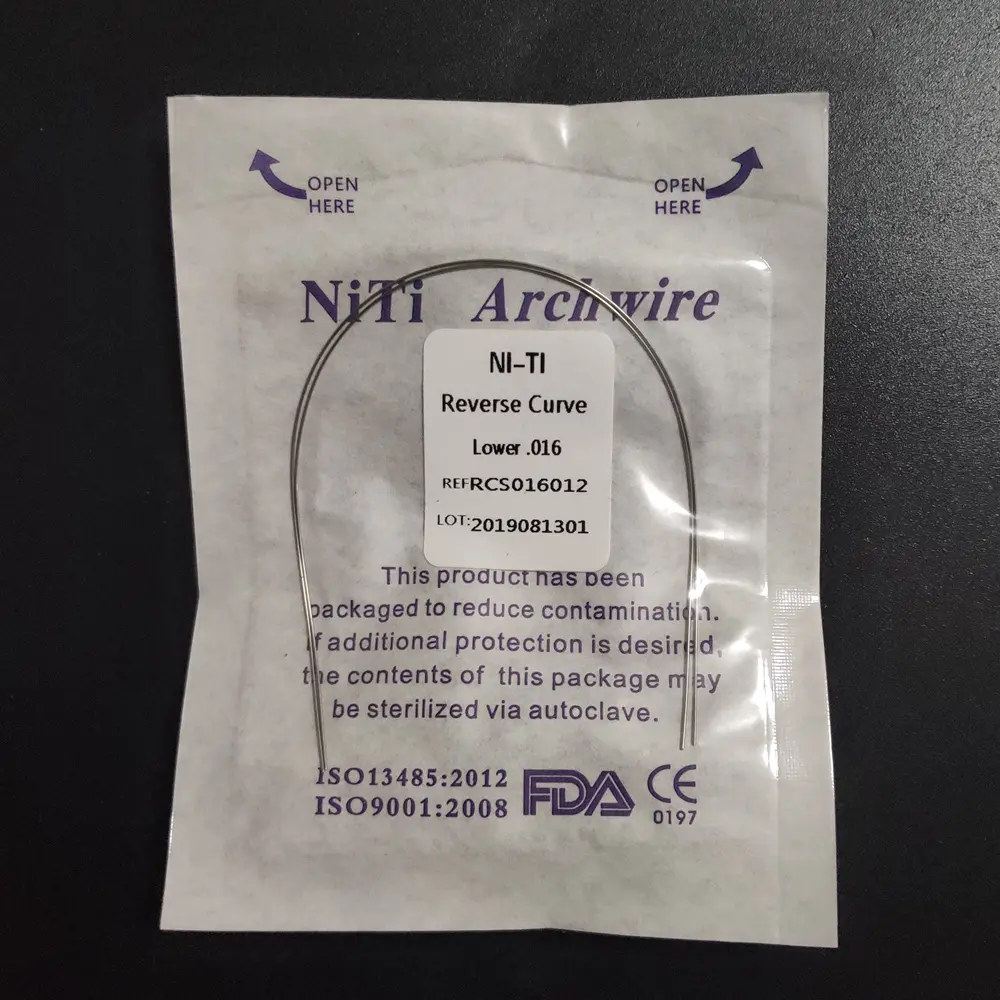 OPEN HERE
OPEN HERE
NiTi Archwire
NI-TI
Reverse Curve
Lower .016
REF RCS016012
LOT: 2019081301
This product has been
packaged to reduce contamination.
If additional protection is desired,
the contents of this package may
be sterilized via autoclave.
ISO13485:2012
ISO9001:2008
FDA
CE
0197